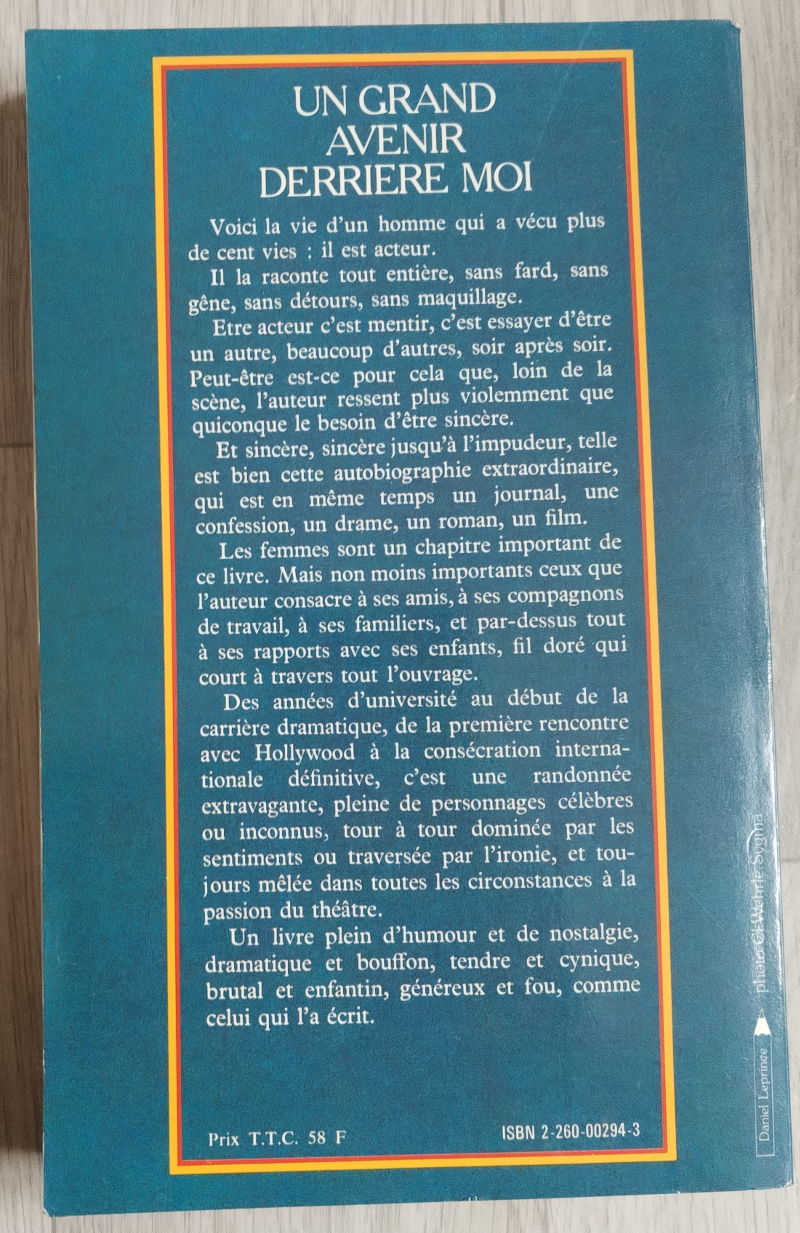 UN GRAND
AVENIR
DERRIERE MOI
Voici la vie d'un homme qui a vécu plus
de cent vies : il est acteur.
Il la raconte tout entière, sans fard, sans
gêne, sans détours, sans maquillage.
Etre acteur c'est mentir, c'est essayer d'être
un autre, beaucoup d'autres, soir après soir.
Peut-être est-ce pour cela que, loin de la
scène, l'auteur ressent plus violemment que
quiconque le besoin d'être sincère.
Et sincère, sincère jusqu'à l'impudeur, telle
est bien cette autobiographie extraordinaire,
qui est en même temps un journal, une
confession, un drame, un roman, un film.
Les femmes sont un chapitre important de
ce livre. Mais non moins importants ceux que
l'auteur consacre à ses amis, à ses compagnons
de travail, à ses familiers, et par-dessus tout
à ses rapports avec ses enfants, fil doré qui
court à travers tout l'ouvrage.
Des années d'université au début de la
carrière dramatique, de la première rencontre
avec Hollywood à la consécration interna-
tionale définitive, c'est une randonnée
extravagante, pleine de personnages célèbres
ou inconnus, tour à tour dominée par les
sentiments ou traversée par l'ironie, et tou-
jours mêlée dans toutes les circonstances à la
passion du théâtre.
Un livre plein d'humour et de nostalgie,
dramatique et bouffon, tendre et cynique,
brutal et enfantin, généreux et fou, comme
celui qui l'a écrit.
Prix T.T.C. 58 F
ISBN 2-260-00294-3
Daniel Leprince
photo Cl Wehrle-Sygma